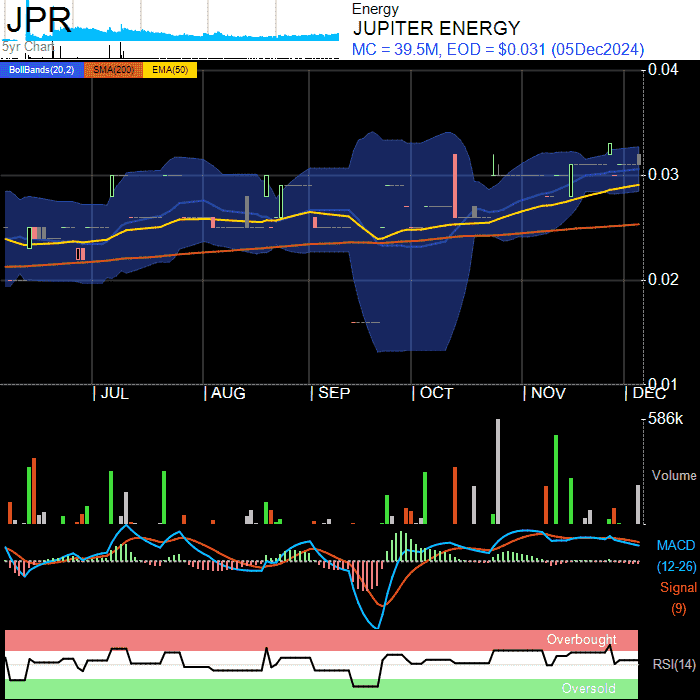 JPR
5yr Chart
Energy
JUPITER ENERGY
MC = 39.5M, EOD = $0.031 (05Dec2024)
BollBands(20,2) SMA(200) EMA(50)
0.04
0.03
0.02
0.01
JUL AUG SEP OCT NOV DEC
586k
Volume
MACD
(12-26)
Signal
(9)
Overbought
RSI(14)
Oversold